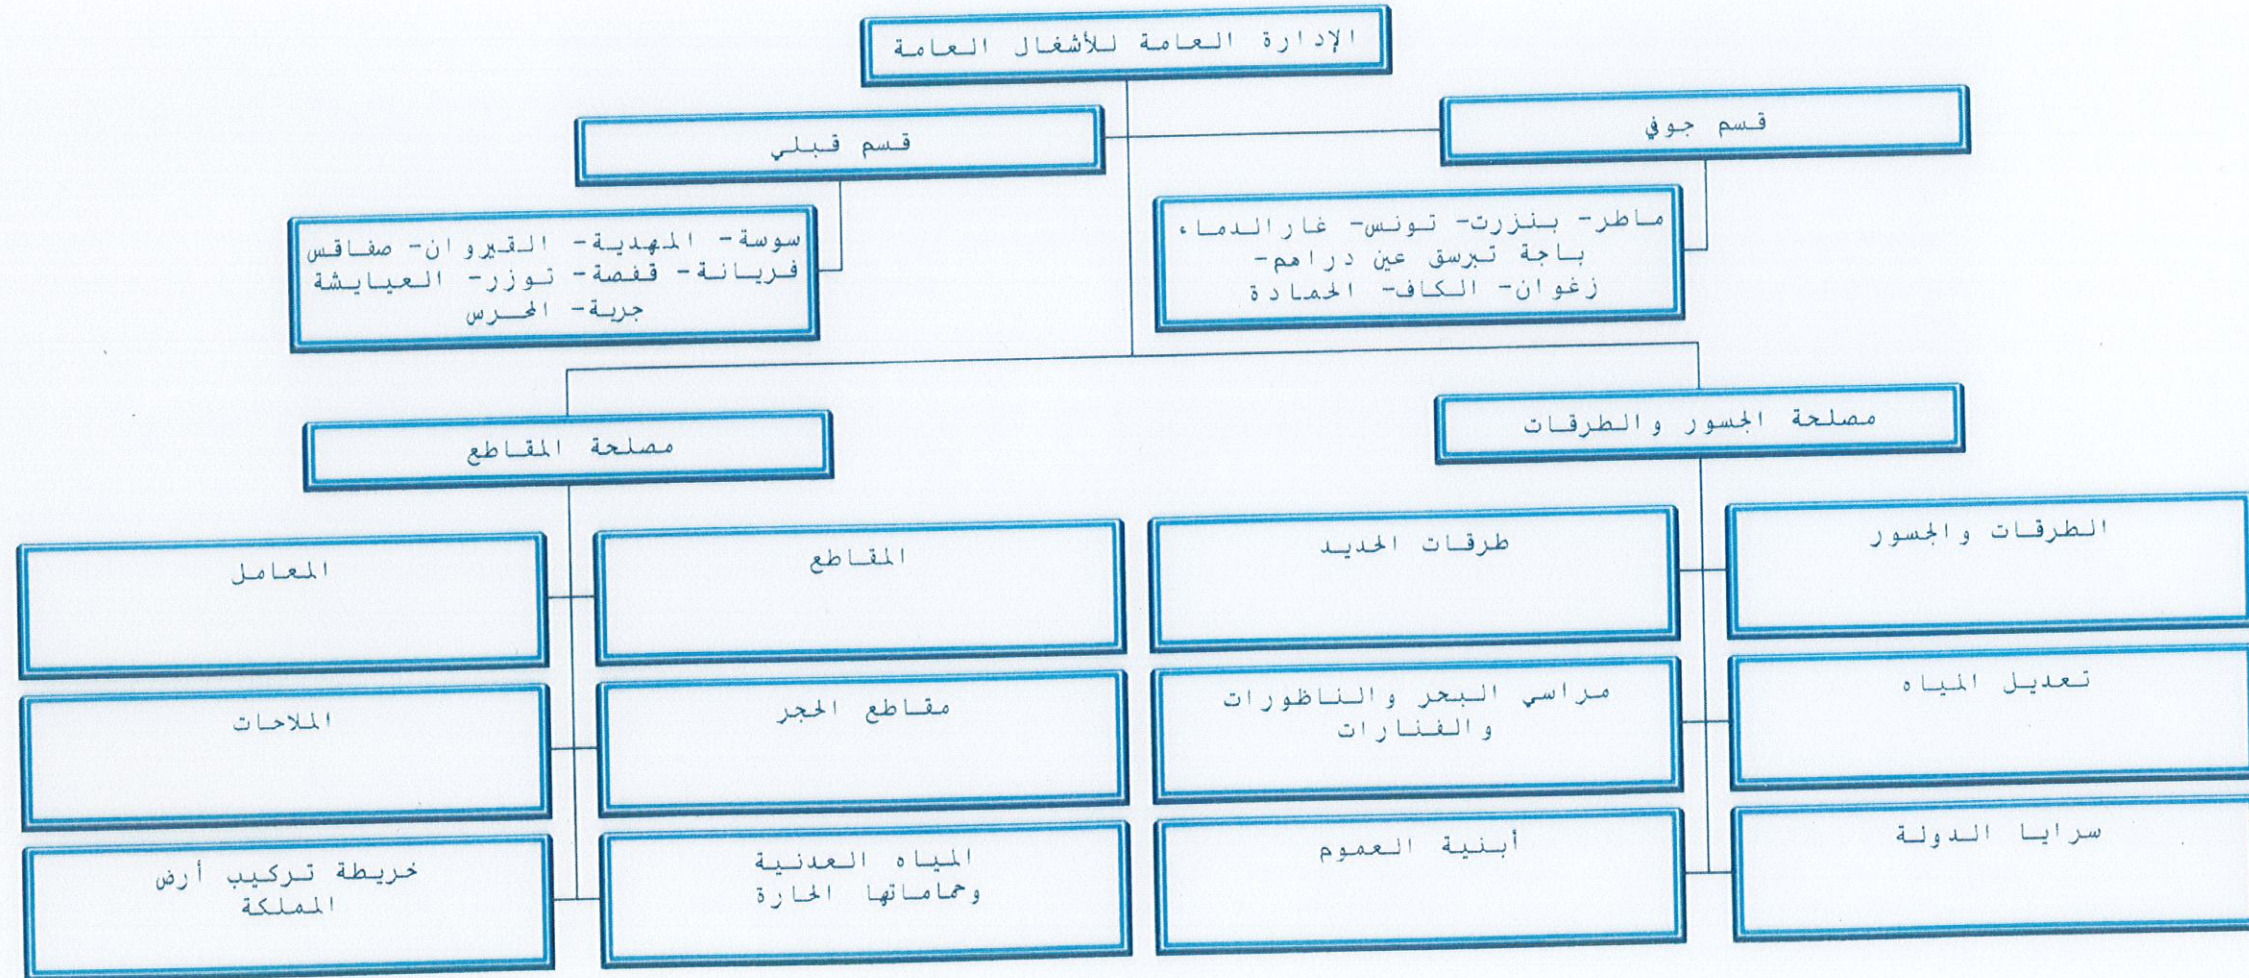 الإدارة العامة للأشغال العامة
قسم جوفي
قسم قبلي
ماطر- بنزرت- تونس- غارالدماء
باجة تبرسق عين دراهم-
زغوان- الكاف- الحمادة
سوسة- المهدية- القيروان- صفاقس
فريانة- قفصة- توزر- العيايشة
جربة- المحرس
مصلحة الجسور والطرقات
مصلحة المقاطع
الطرقات والجسور
طرقات الحديد
تعديل المياه
مراسي البحر والناظورات
والفنارات
سرايا الدولة
أبنية العموم
المقاطع
المعامل
مقاطع الحجر
الملاحات
المياه العدنية
وحماماتها الحارة
خريطة تركيب أرض
المملكة